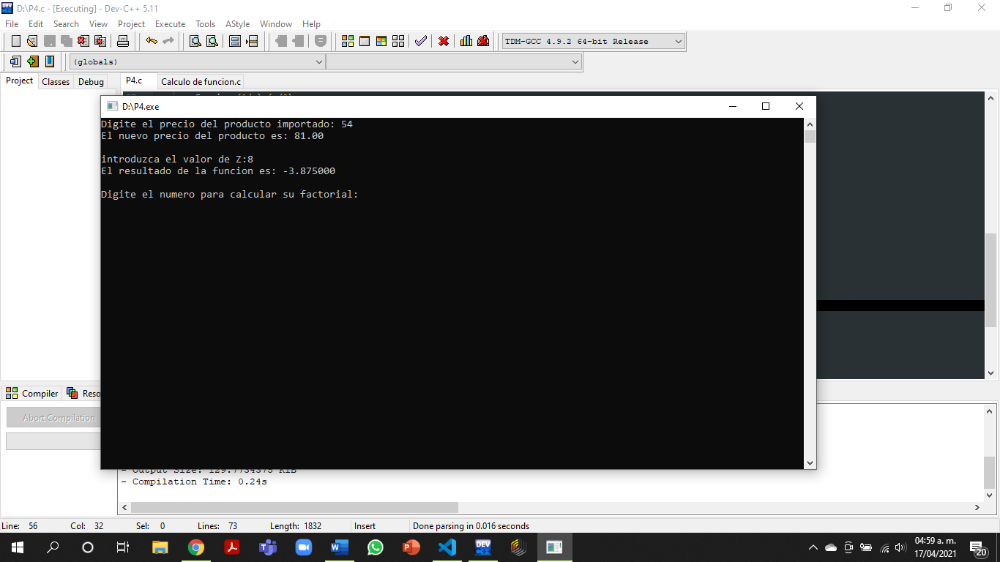 D:\P4.c - [Executing] - Dev-C++ 5.11
File Edit Search View Project Execute Tools AStyle Window Help
TDM-GCC 4.9.2 64-bit Release
(globals)
Project Classes Debug P4.c Calculo de funcion.c
D:\P4.exe
Digite el precio del producto importado: 54
El nuevo precio del producto es: 81.00
introduzca el valor de Z:8
El resultado de la funcion es: -3.875000
Digite el numero para calcular su factorial:
Compiler Reso
Abort Compilation
- Output Size: 129.7734375 KiB
- Compilation Time: 0.24s
Line: 56 Col: 32 Sel: 0 Lines: 73 Length: 1832 Insert Done parsing in 0.016 seconds
04:59 a. m.
17/04/2021
20